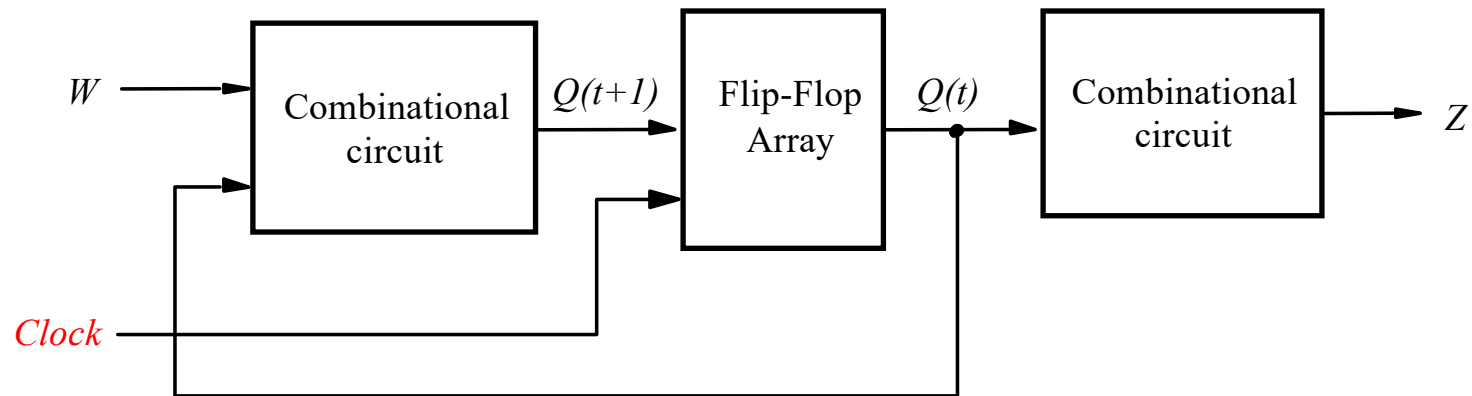 W
Combinational
circuit
Q(t+1)
Flip-Flop
Array
Q(t)
Combinational
circuit
Z
Clock